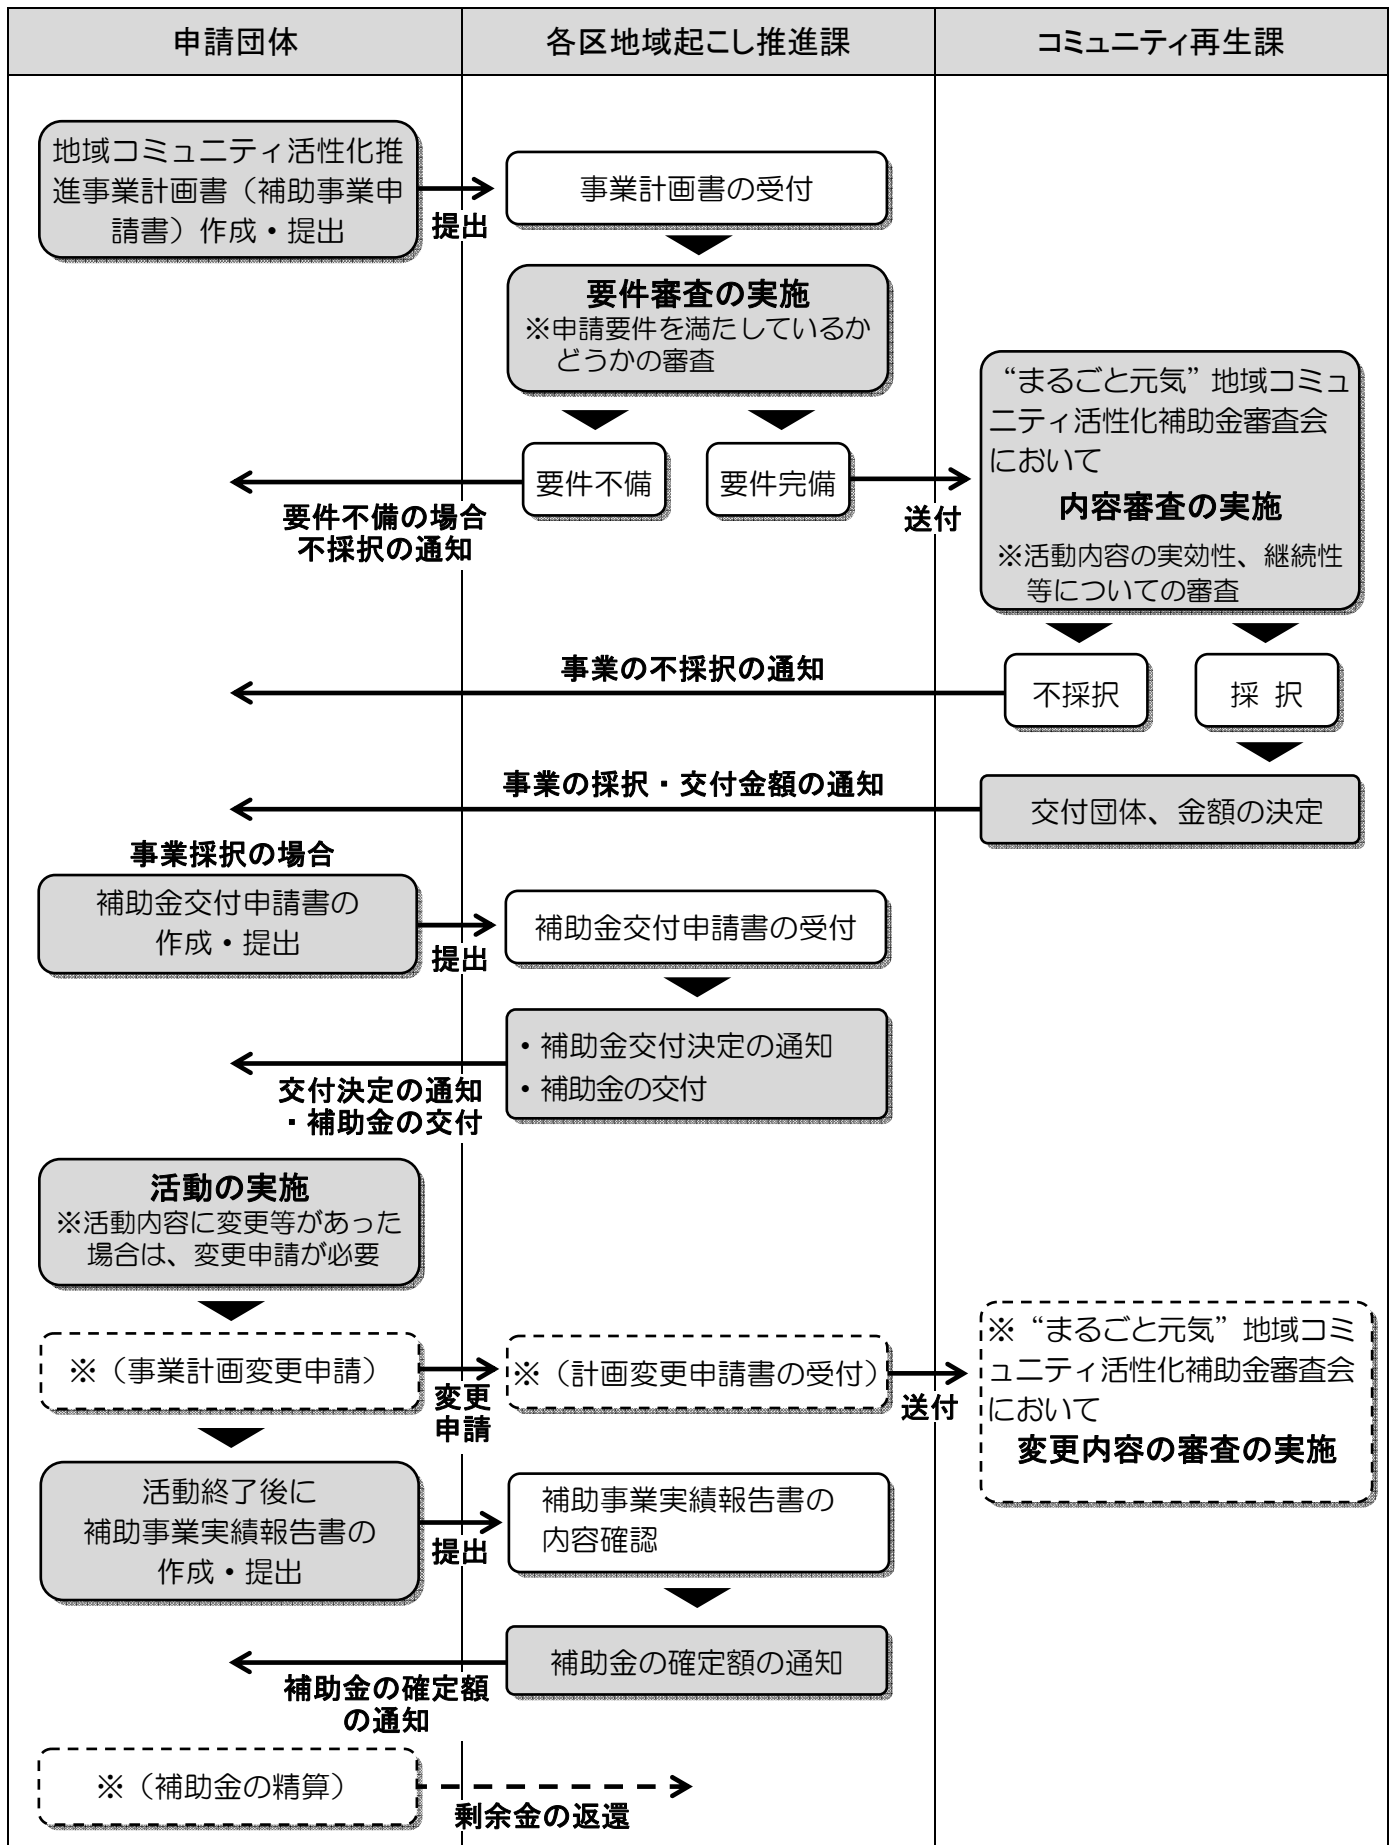 申請団体
各区地域起こし推進課
コミュニティ再生課
地域コミュニティ活性化推
進事業計画書（補助事業申
請書）作成・提出
提出
事業計画書の受付
要件審査の実施
※申請要件を満たしているか
どうかの審査
要件不備
要件完備
要件不備の場合
不採択の通知
送付
“まるごと元気”地域コミュ
ニティ活性化補助金審査会
において
内容審査の実施
※活動内容の実効性、継続性
等についての審査
不採択
採 択
事業の不採択の通知
交付団体、金額の決定
事業の採択・交付金額の通知
事業採択の場合
補助金交付申請書の
作成・提出
提出
補助金交付申請書の受付
・補助金交付決定の通知
・補助金の交付
交付決定の通知
・補助金の交付
活動の実施
※活動内容に変更等があった
場合は、変更申請が必要
※（事業計画変更申請）
変更
申請
※（計画変更申請書の受付）
送付
※“まるごと元気”地域コミ
ュニティ活性化補助金審査会
において
変更内容の審査の実施
活動終了後に
補助事業実績報告書の
作成・提出
提出
補助事業実績報告書の
内容確認
補助金の確定額の通知
補助金の確定額
の通知
※（補助金の精算）
剰余金の返還